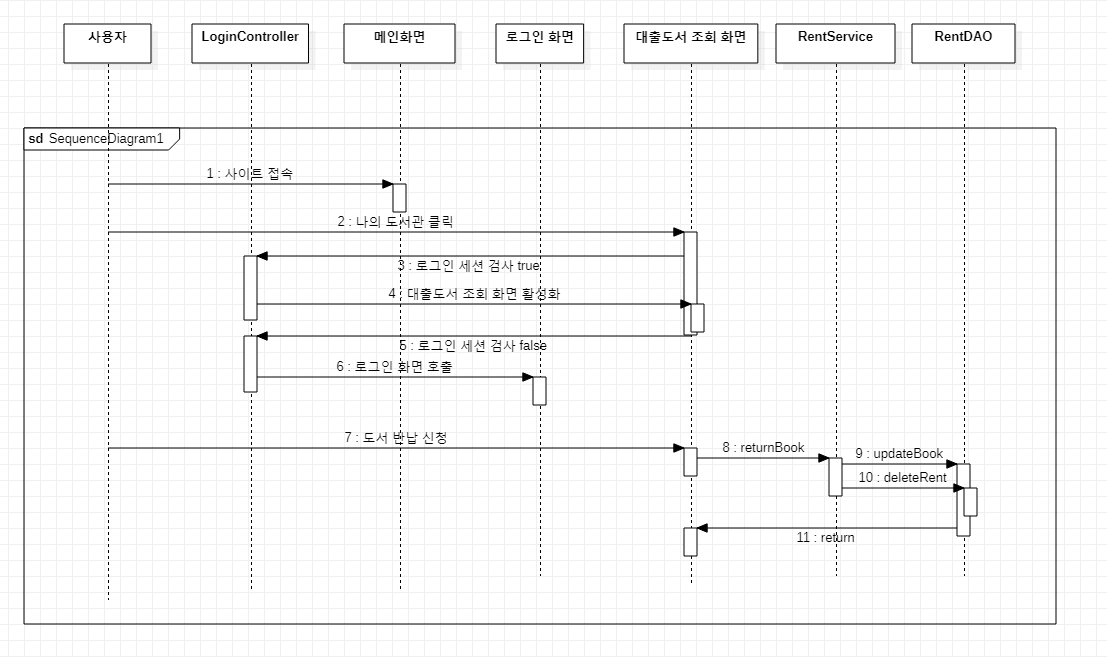 사용자
LoginController
메인화면
로그인 화면
대출도서 조회 화면
RentService
RentDAO
sd SequenceDiagram1
1 : 사이트 접속
2 : 나의 도서관 클릭
3 : 로그인 세션 검사 true
4 : 대출도서 조회 화면 활성화
5 : 로그인 세션 검사 false
6 : 로그인 화면 호출
7 : 도서 반납 신청
8 : returnBook
9 : updateBook
10 : deleteRent
11 : return